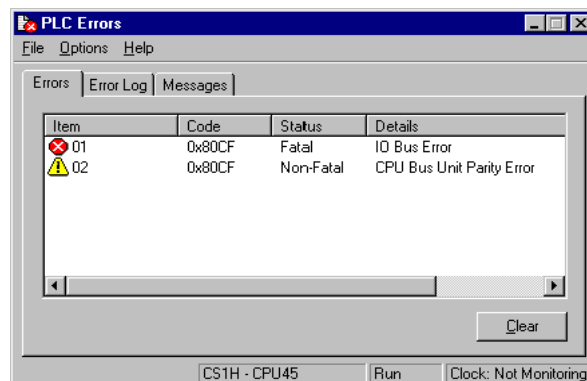 PLC Errors
File Options Help
Errors Error Log Messages
Item Code Status Details
01 0x80CF Fatal IO Bus Error
02 0x80CF Non-Fatal CPU Bus Unit Parity Error
Clear
CS1H - CPU45 Run Clock: Not Monitoring